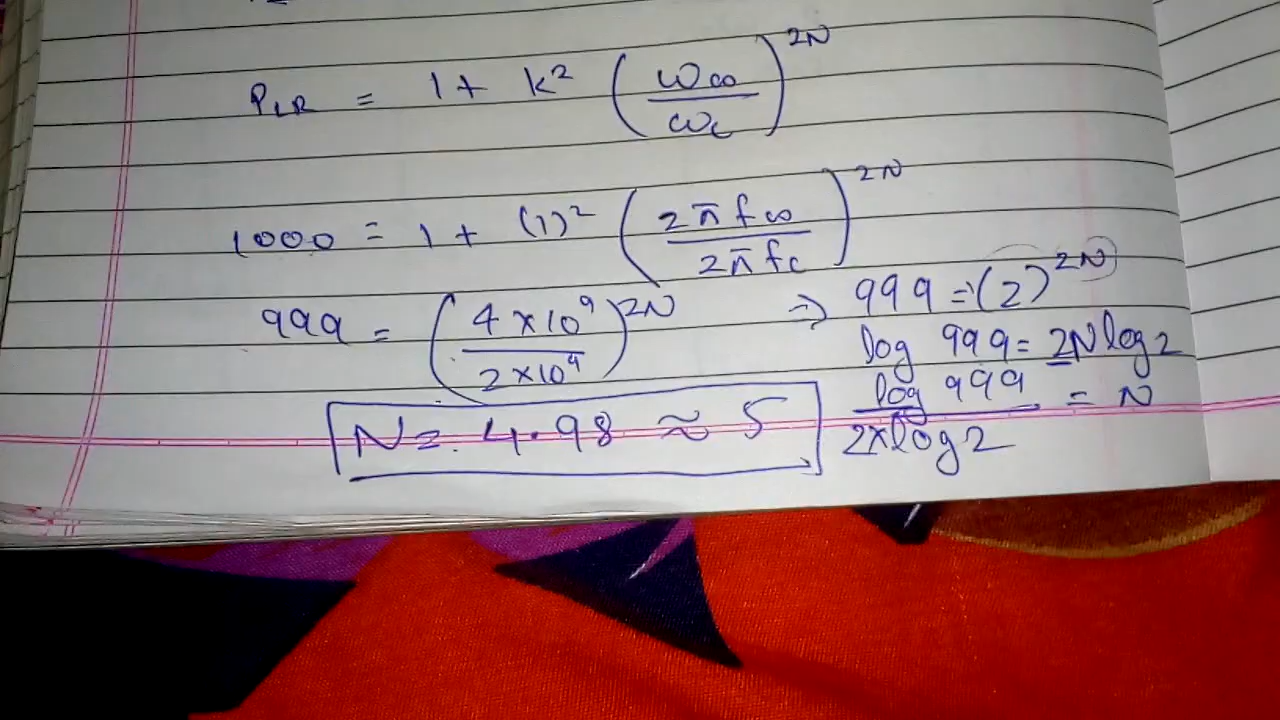 P_LR = 1 + k² (ω∞ / ωc)^2N
1000 = 1 + (1)² (2π f∞ / 2π fc)^2N
999 = (4×10⁹ / 2×10⁹)^2N ⇒ 999 = (2)^2N
log 999 = 2N log 2
log 999 / 2×log 2 = N
N = 4.98 ≈ 5